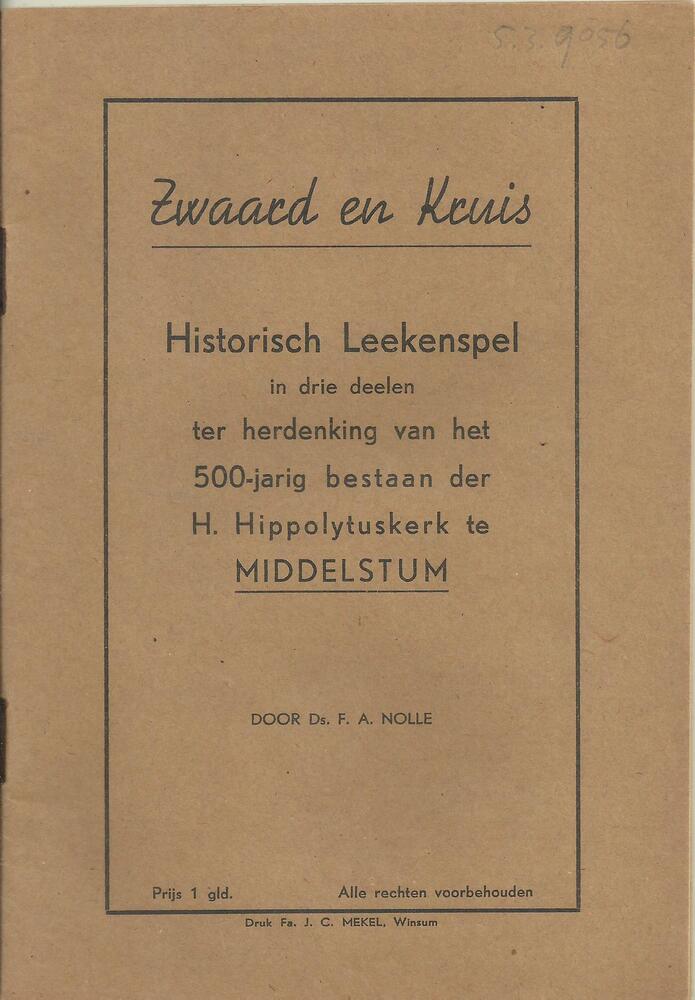 5.3.9056
Zwaard en Kruis
Historisch Leekenspel
in drie deelen
ter herdenking van het
500-jarig bestaan der
H. Hippolytuskerk te
MIDDELSTUM
DOOR Ds. F. A. NOLLE
Prijs 1 gld. Alle rechten voorbehouden
Druk Fa. J. C. MEKEL, Winsum